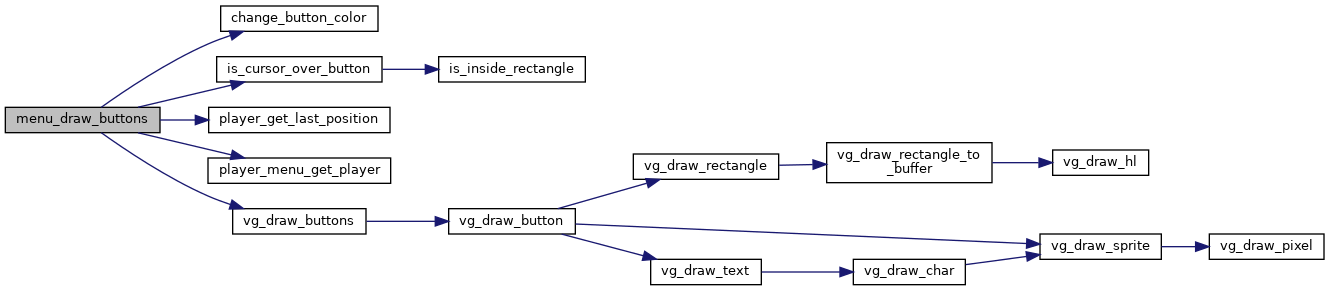 menu_draw_buttons
change_button_color
is_cursor_over_button
is_inside_rectangle
player_get_last_position
player_menu_get_player
vg_draw_buttons
vg_draw_button
vg_draw_rectangle
vg_draw_rectangle_to
_buffer
vg_draw_hl
vg_draw_text
vg_draw_char
vg_draw_sprite
vg_draw_pixel